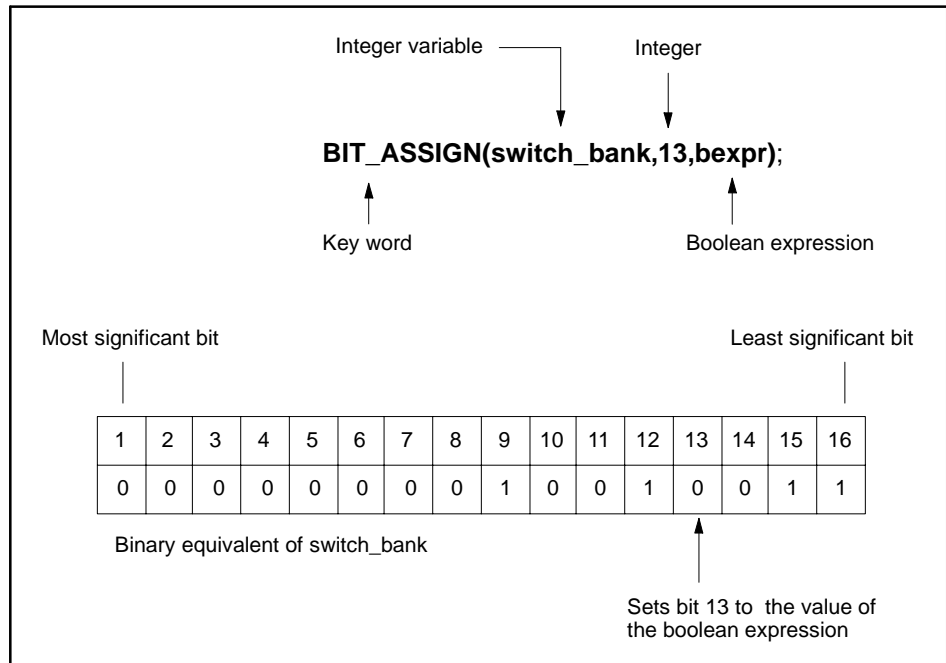 Integer variable Integer
BIT_ASSIGN(switch_bank,13,bexpr);
Key word Boolean expression
Most significant bit Least significant bit
1 2 3 4 5 6 7 8 9 10 11 12 13 14 15 16
0 0 0 0 0 0 0 0 1 0 0 1 0 0 1 1
Binary equivalent of switch_bank
Sets bit 13 to the value of
the boolean expression